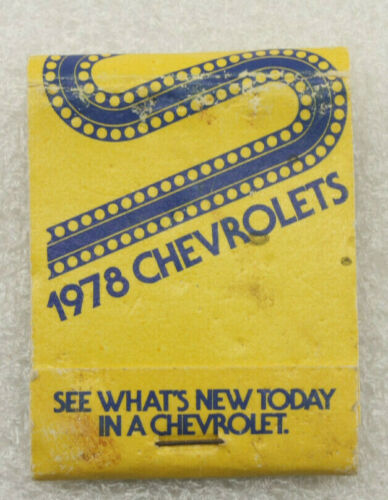 1978 CHEVROLETS
SEE WHAT'S NEW TODAY
IN A CHEVROLET.